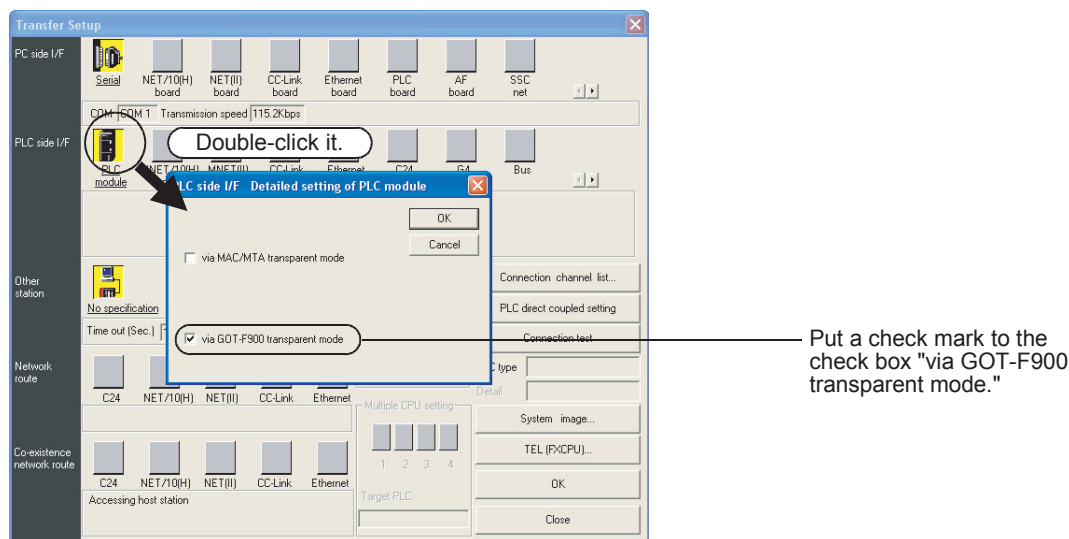 Transfer Setup
PC side I/F
Serial NET/10(H) board NET(II) board CC-Link board Ethernet board PLC board AF board SSC net
COM COM 1 Transmission speed 115.2Kbps
PLC side I/F
Double-click it.
PLC module MNET(II) CC-Link Ethernet C24 G4 Bus
PLC side I/F Detailed setting of PLC module
OK
Cancel
via MAC/MTA transparent mode
via GOT-F900 transparent mode
Put a check mark to the
check box "via GOT-F900
transparent mode."
Other station
No specification
Time out (Sec.)
Connection channel list...
PLC direct coupled setting
Connection test
type
Detail
Network route
C24 NET/10(H) NET(II) CC-Link Ethernet
Multiple CPU setting
1 2 3 4
Target PLC
System image...
TEL (FXCPU)...
OK
Close
Co-existence network route
C24 NET/10(H) NET(II) CC-Link Ethernet
Accessing host station